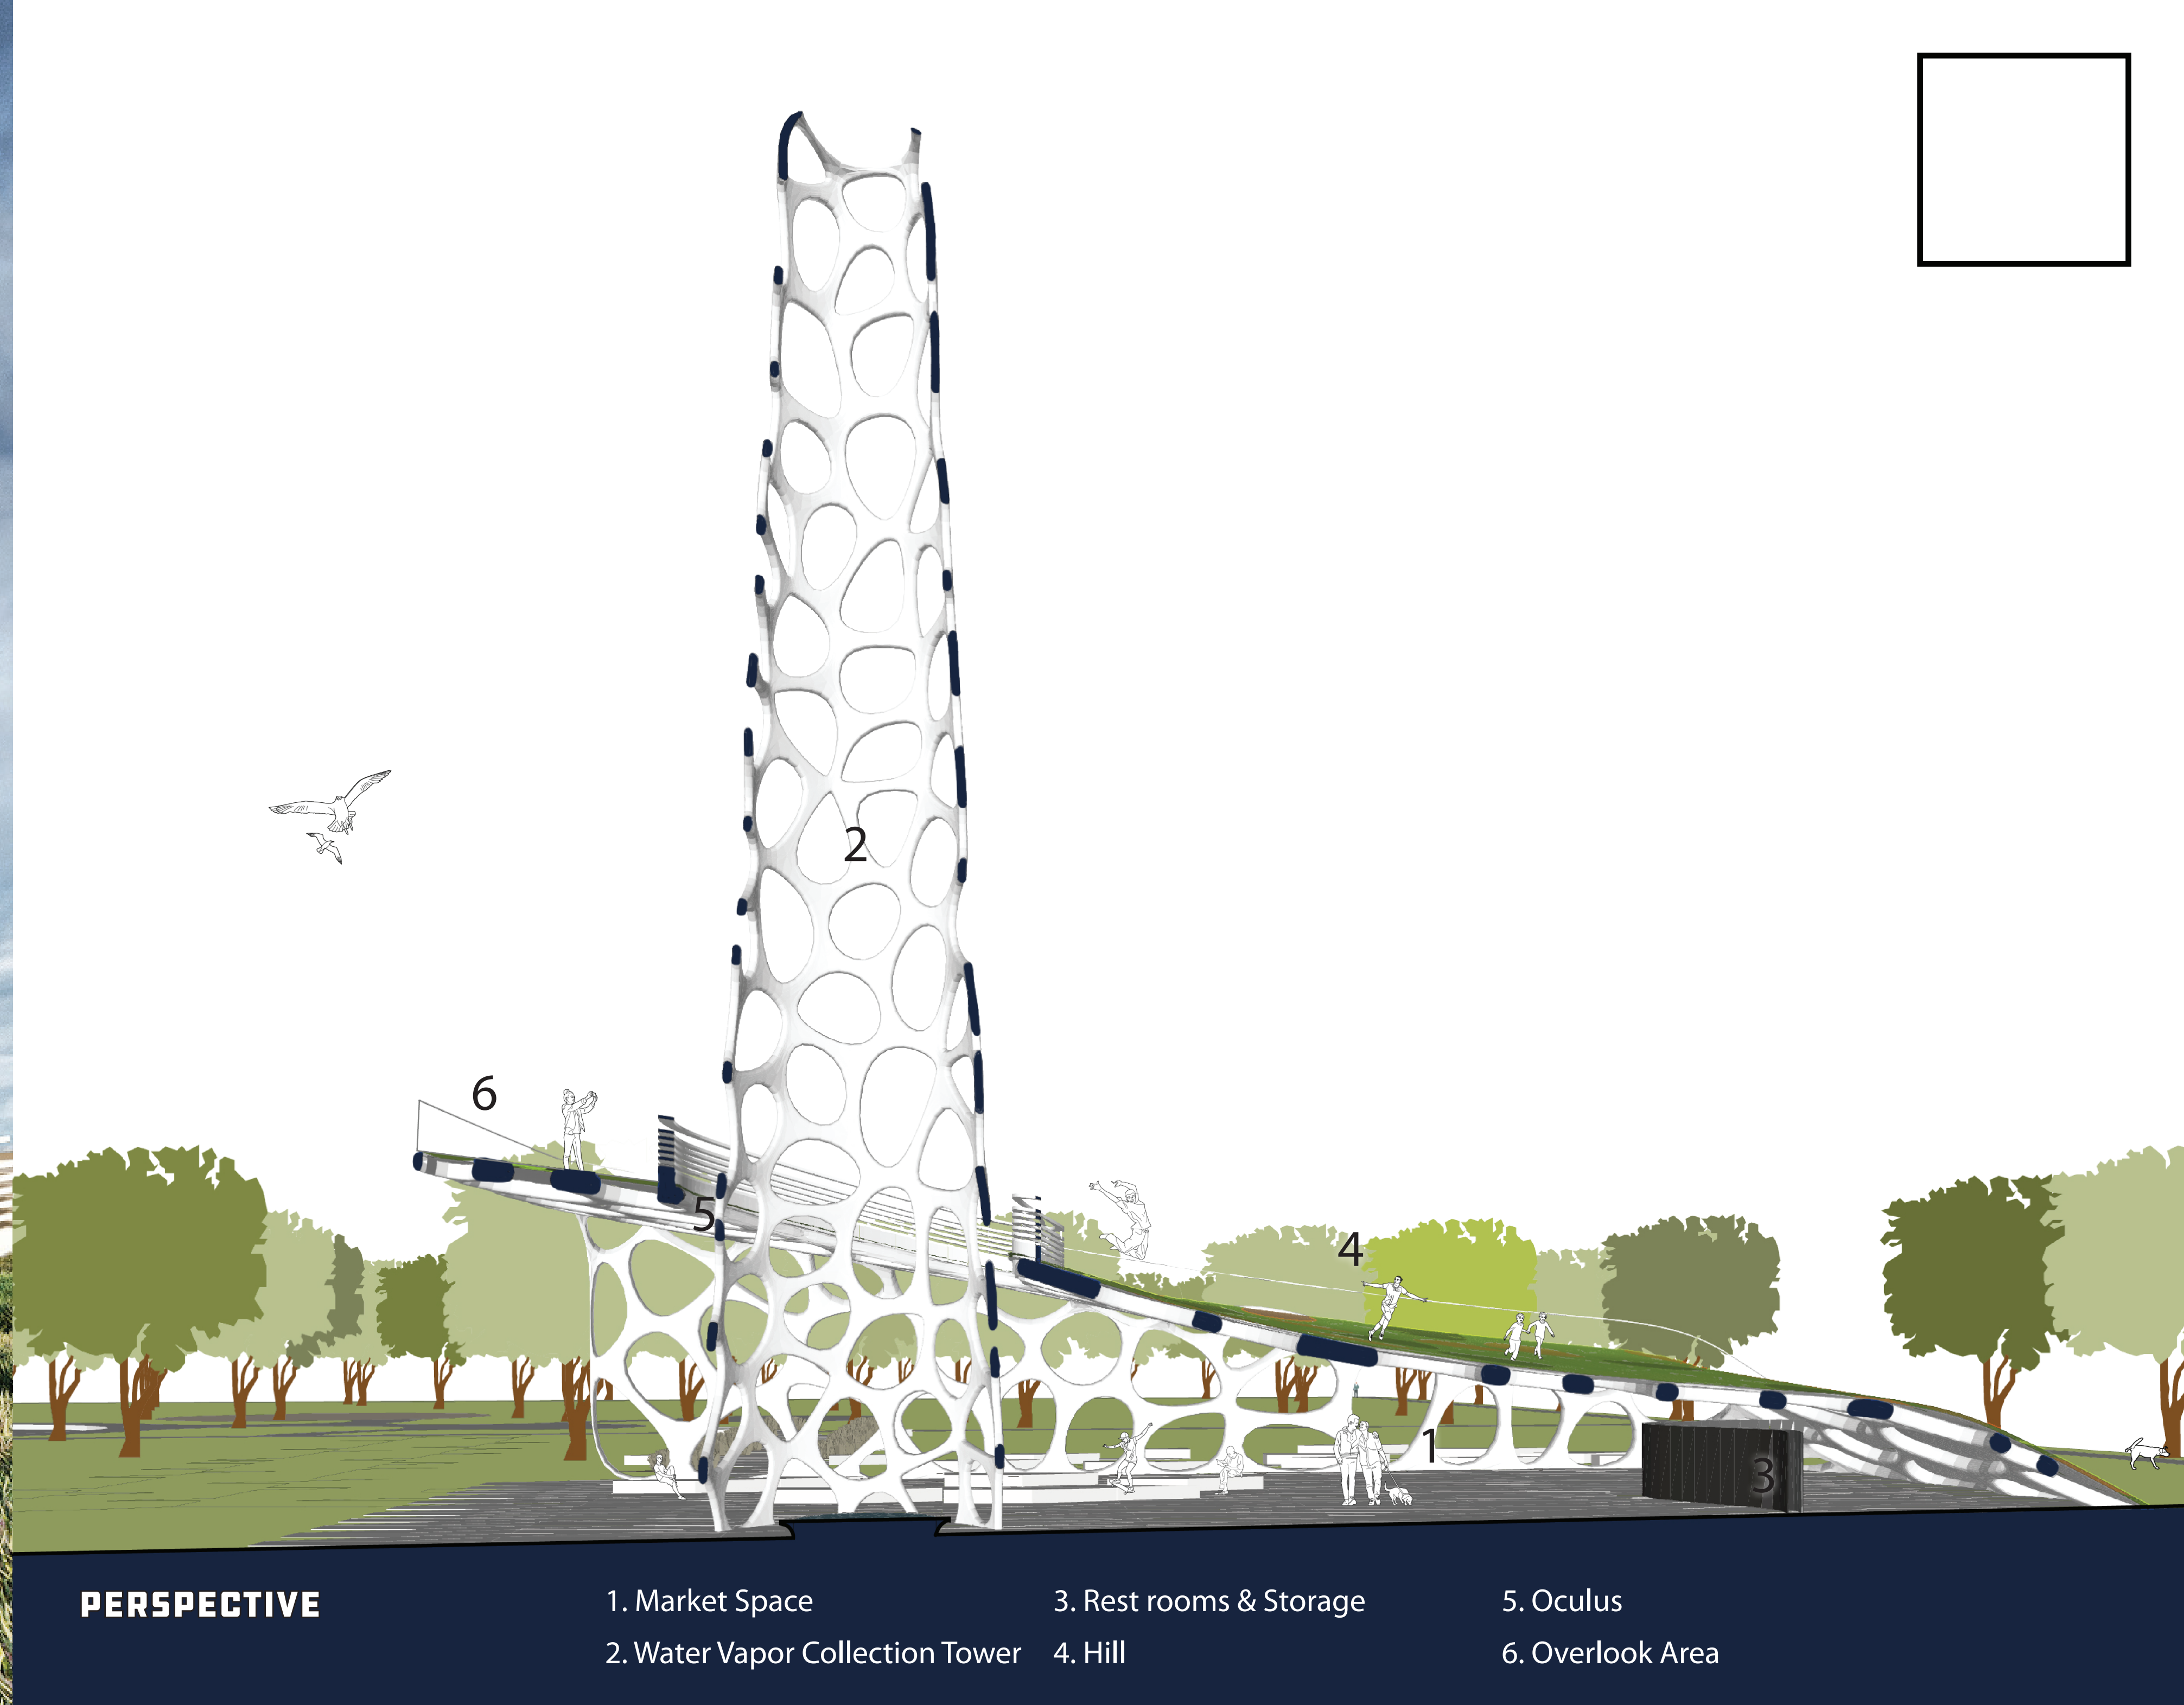 6
2
5
4
1
3
PERSPECTIVE
1. Market Space
2. Water Vapor Collection Tower
3. Rest rooms & Storage
4. Hill
5. Oculus
6. Overlook Area